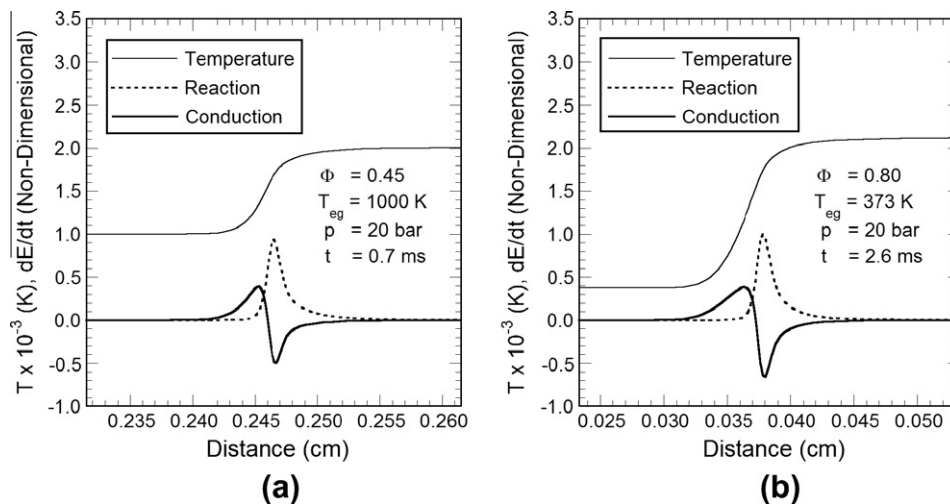 3.5
3.0
2.5
2.0
1.5
1.0
0.5
0.0
-0.5
-1.0
T x 10⁻³ (K), dE/dt (Non-Dimensional)
Temperature
Reaction
Conduction
Φ = 0.45
T_eg = 1000 K
p = 20 bar
t = 0.7 ms
0.235 0.240 0.245 0.250 0.255 0.260
Distance (cm)
(a)
3.5
3.0
2.5
2.0
1.5
1.0
0.5
0.0
-0.5
-1.0
T x 10⁻³ (K), dE/dt (Non-Dimensional)
Temperature
Reaction
Conduction
Φ = 0.80
T_eg = 373 K
p = 20 bar
t = 2.6 ms
0.025 0.030 0.035 0.040 0.045 0.050
Distance (cm)
(b)